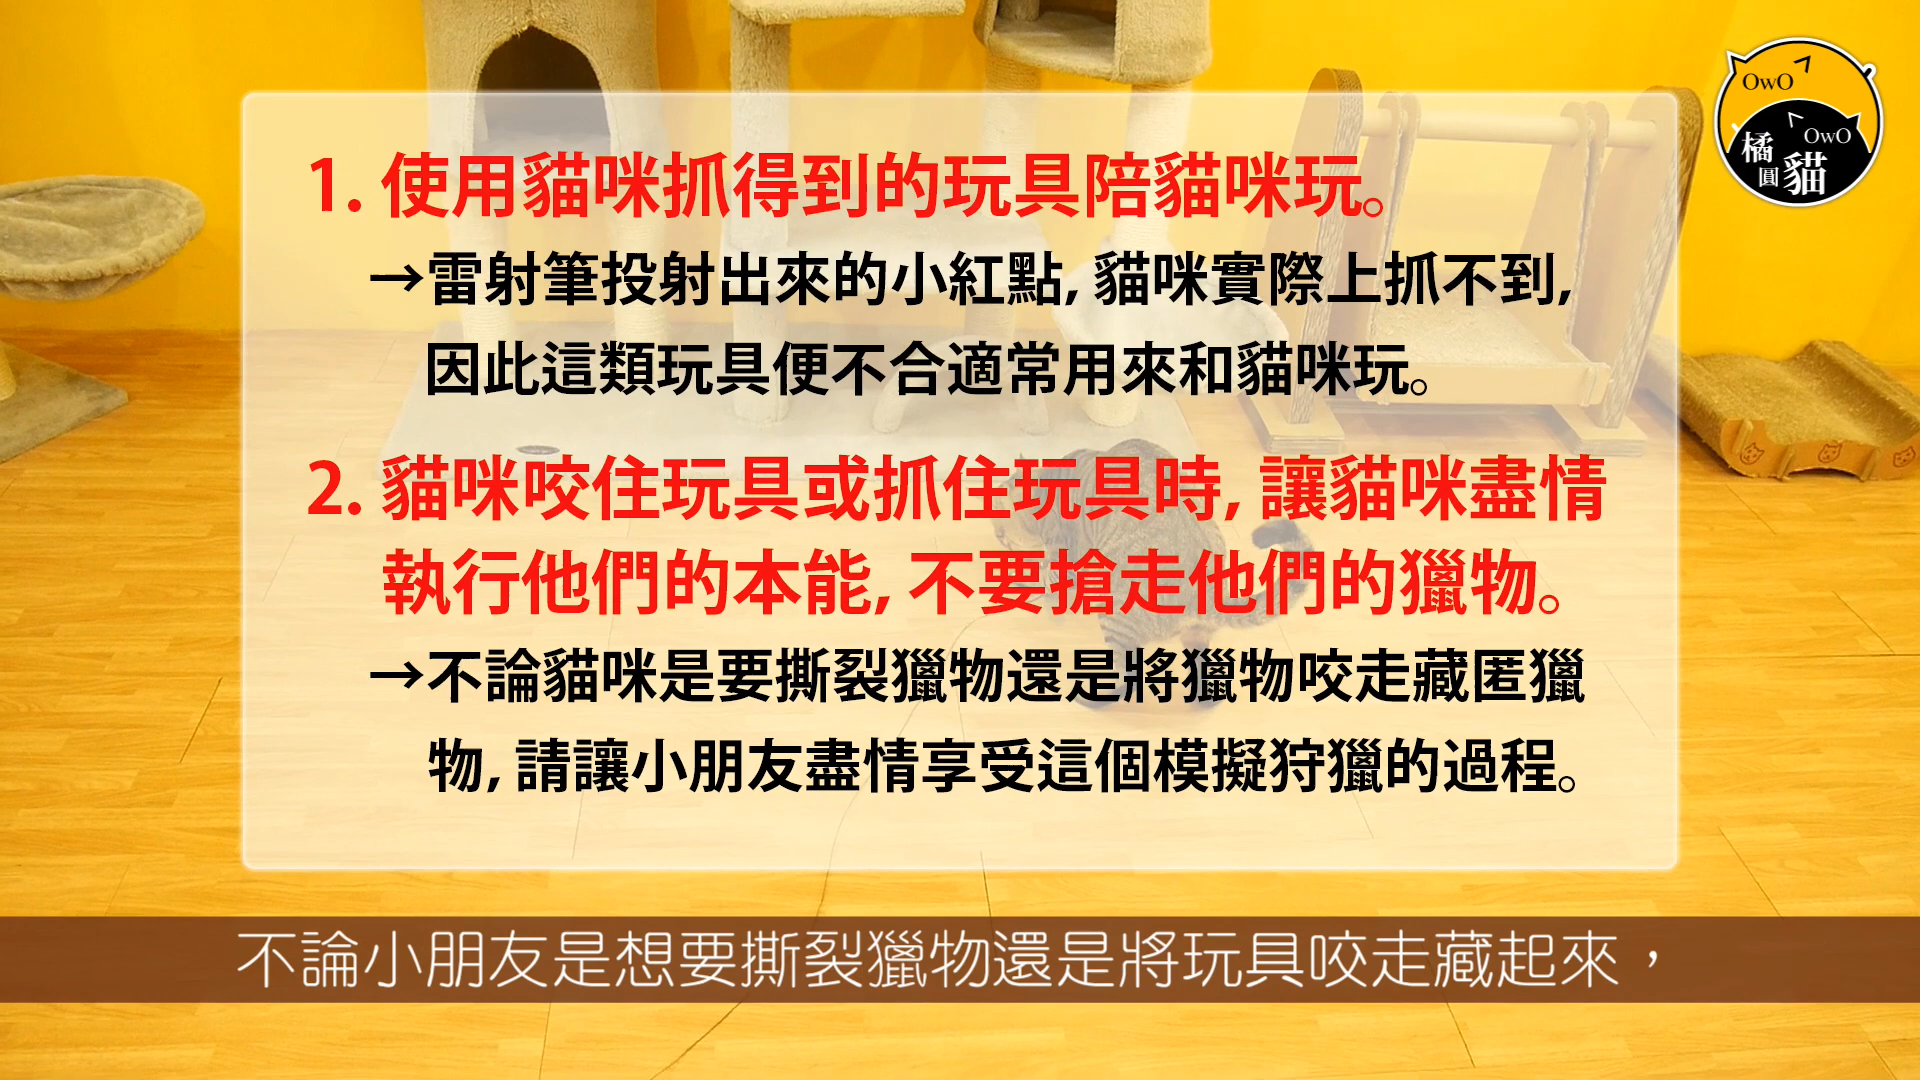 OwO
OwO
橘
圓
貓
1. 使用貓咪抓得到的玩具陪貓咪玩。
→雷射筆投射出來的小紅點, 貓咪實際上抓不到,
因此這類玩具便不合適常用來和貓咪玩。
2. 貓咪咬住玩具或抓住玩具時, 讓貓咪盡情
執行他們的本能, 不要搶走他們的獵物。
→不論貓咪是要撕裂獵物還是將獵物咬走藏匿獵
物, 請讓小朋友盡情享受這個模擬狩獵的過程。
不論小朋友是想要撕裂獵物還是將玩具咬走藏起來，